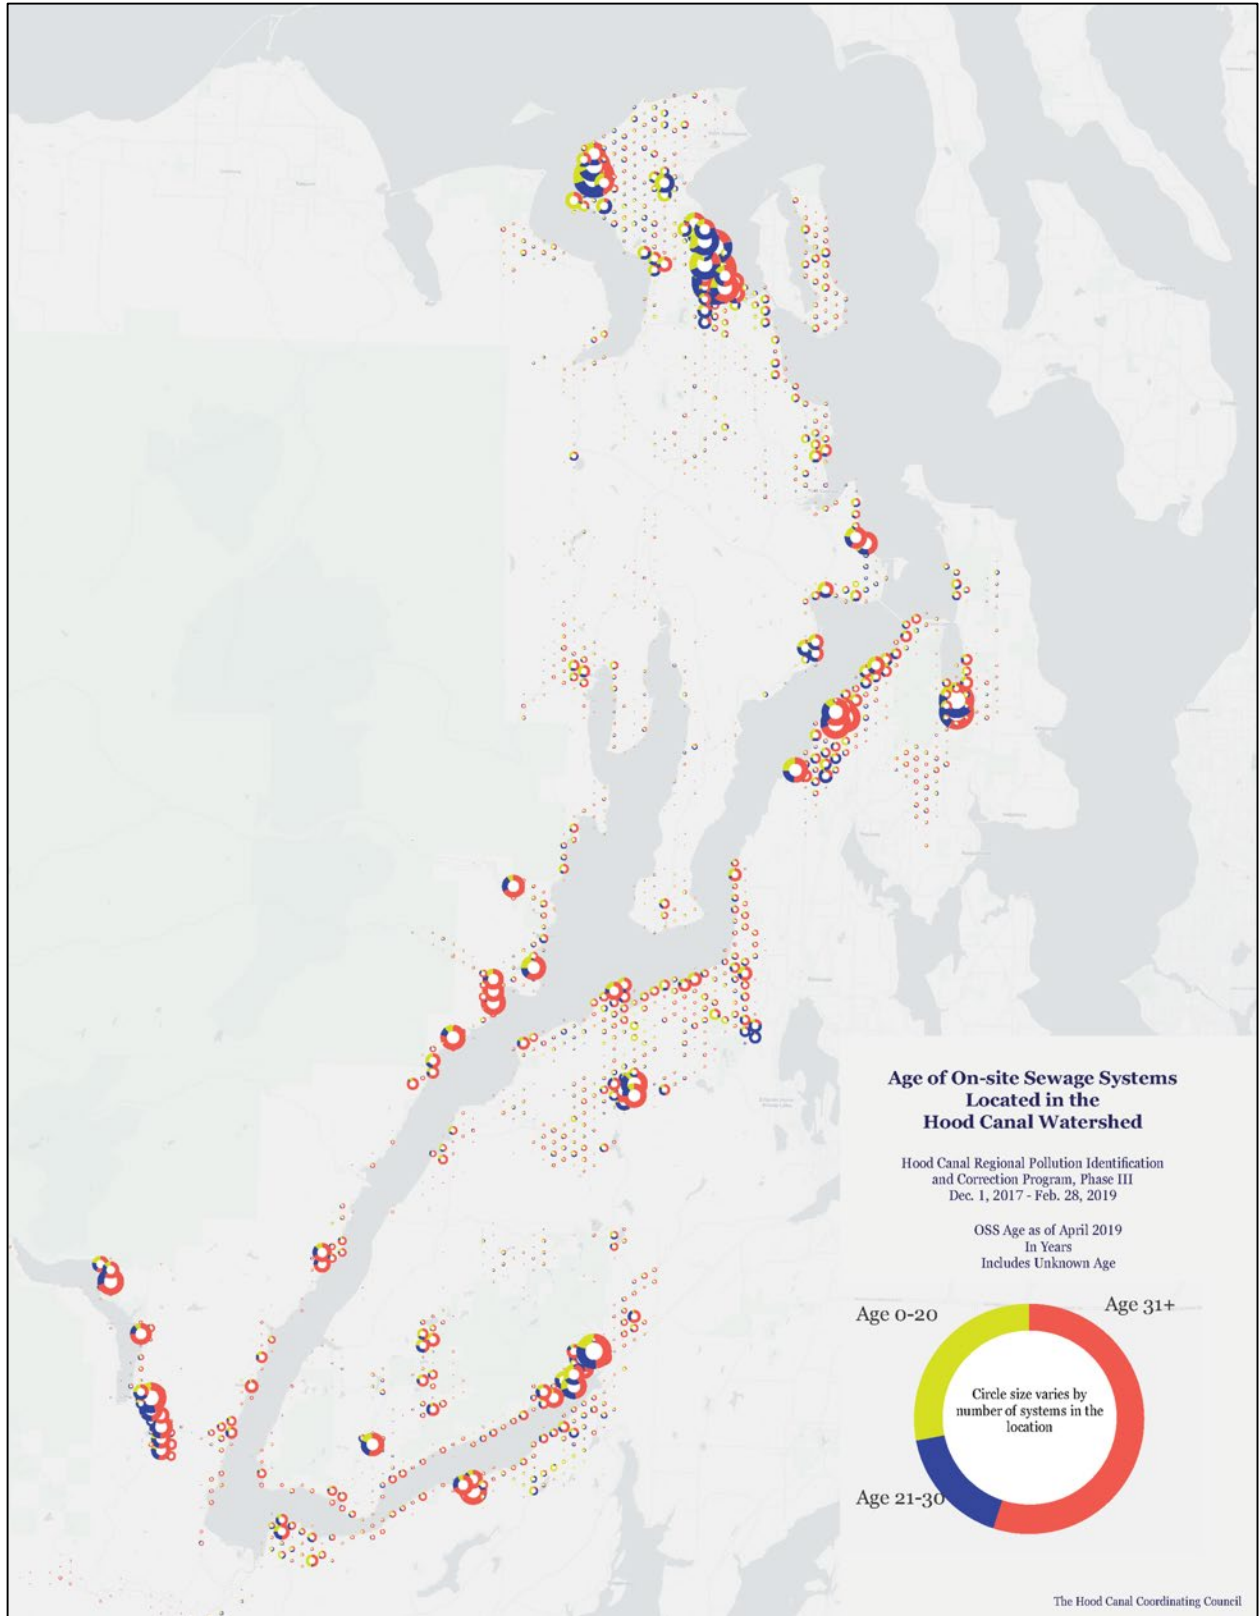 Age of On-site Sewage Systems
Located in the
Hood Canal Watershed
Hood Canal Regional Pollution Identification
and Correction Program, Phase III
Dec. 1, 2017 - Feb. 28, 2019
OSS Age as of April 2019
In Years
Includes Unknown Age
Age 0-20
Age 31+
Circle size varies by
number of systems in the
location
Age 21-30
The Hood Canal Coordinating Council